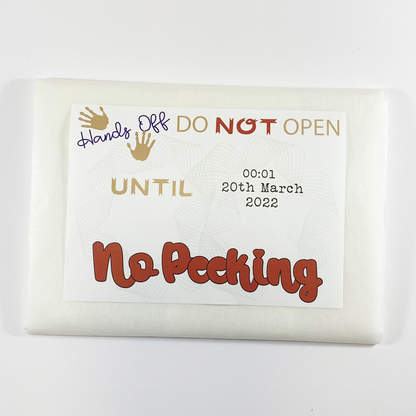 Hands Off
DO NOT OPEN
UNTIL
00:01
20th March
2022
No Peeking